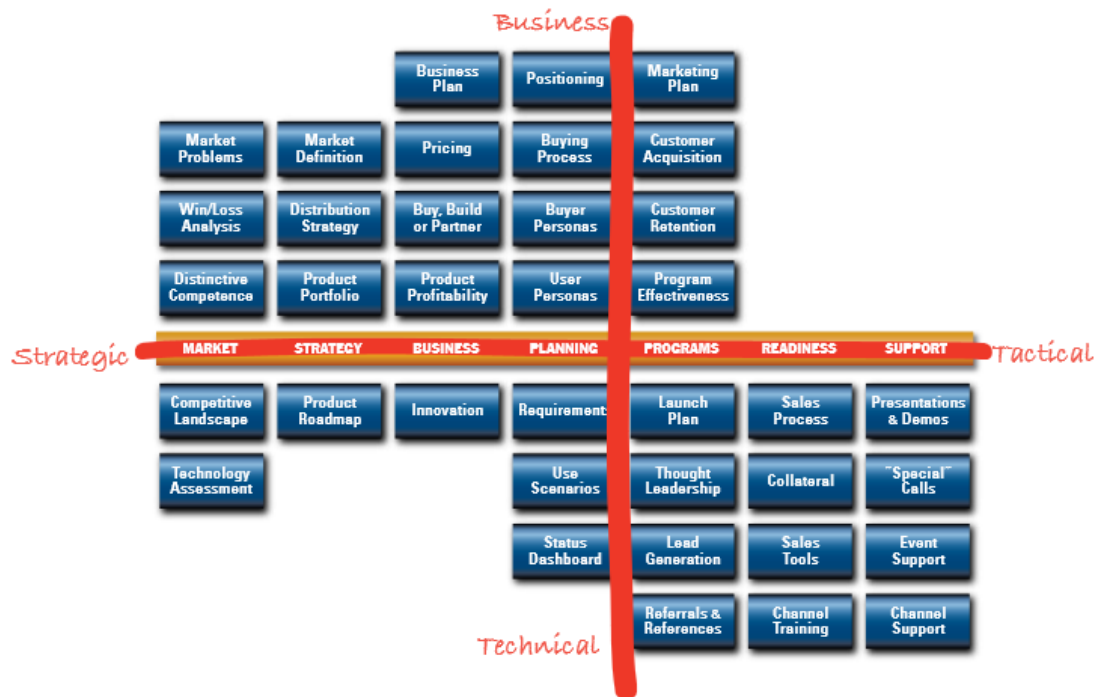 Business
Business
Plan
Positioning
Marketing
Plan
Market
Problems
Market
Definition
Pricing
Buying
Process
Customer
Acquisition
Win/Loss
Analysis
Distribution
Strategy
Buy, Build
or Partner
Buyer
Personas
Customer
Retention
Distinctive
Competence
Product
Portfolio
Product
Profitability
User
Personas
Program
Effectiveness
Strategic
MARKET STRATEGY BUSINESS PLANNING PROGRAMS READINESS SUPPORT
Tactical
Competitive
Landscape
Product
Roadmap
Innovation
Requirements
Launch
Plan
Sales
Process
Presentations
& Demos
Technology
Assessment
Use
Scenarios
Thought
Leadership
Collateral
"Special"
Calls
Status
Dashboard
Lead
Generation
Sales
Tools
Event
Support
Referrals &
References
Channel
Training
Channel
Support
Technical